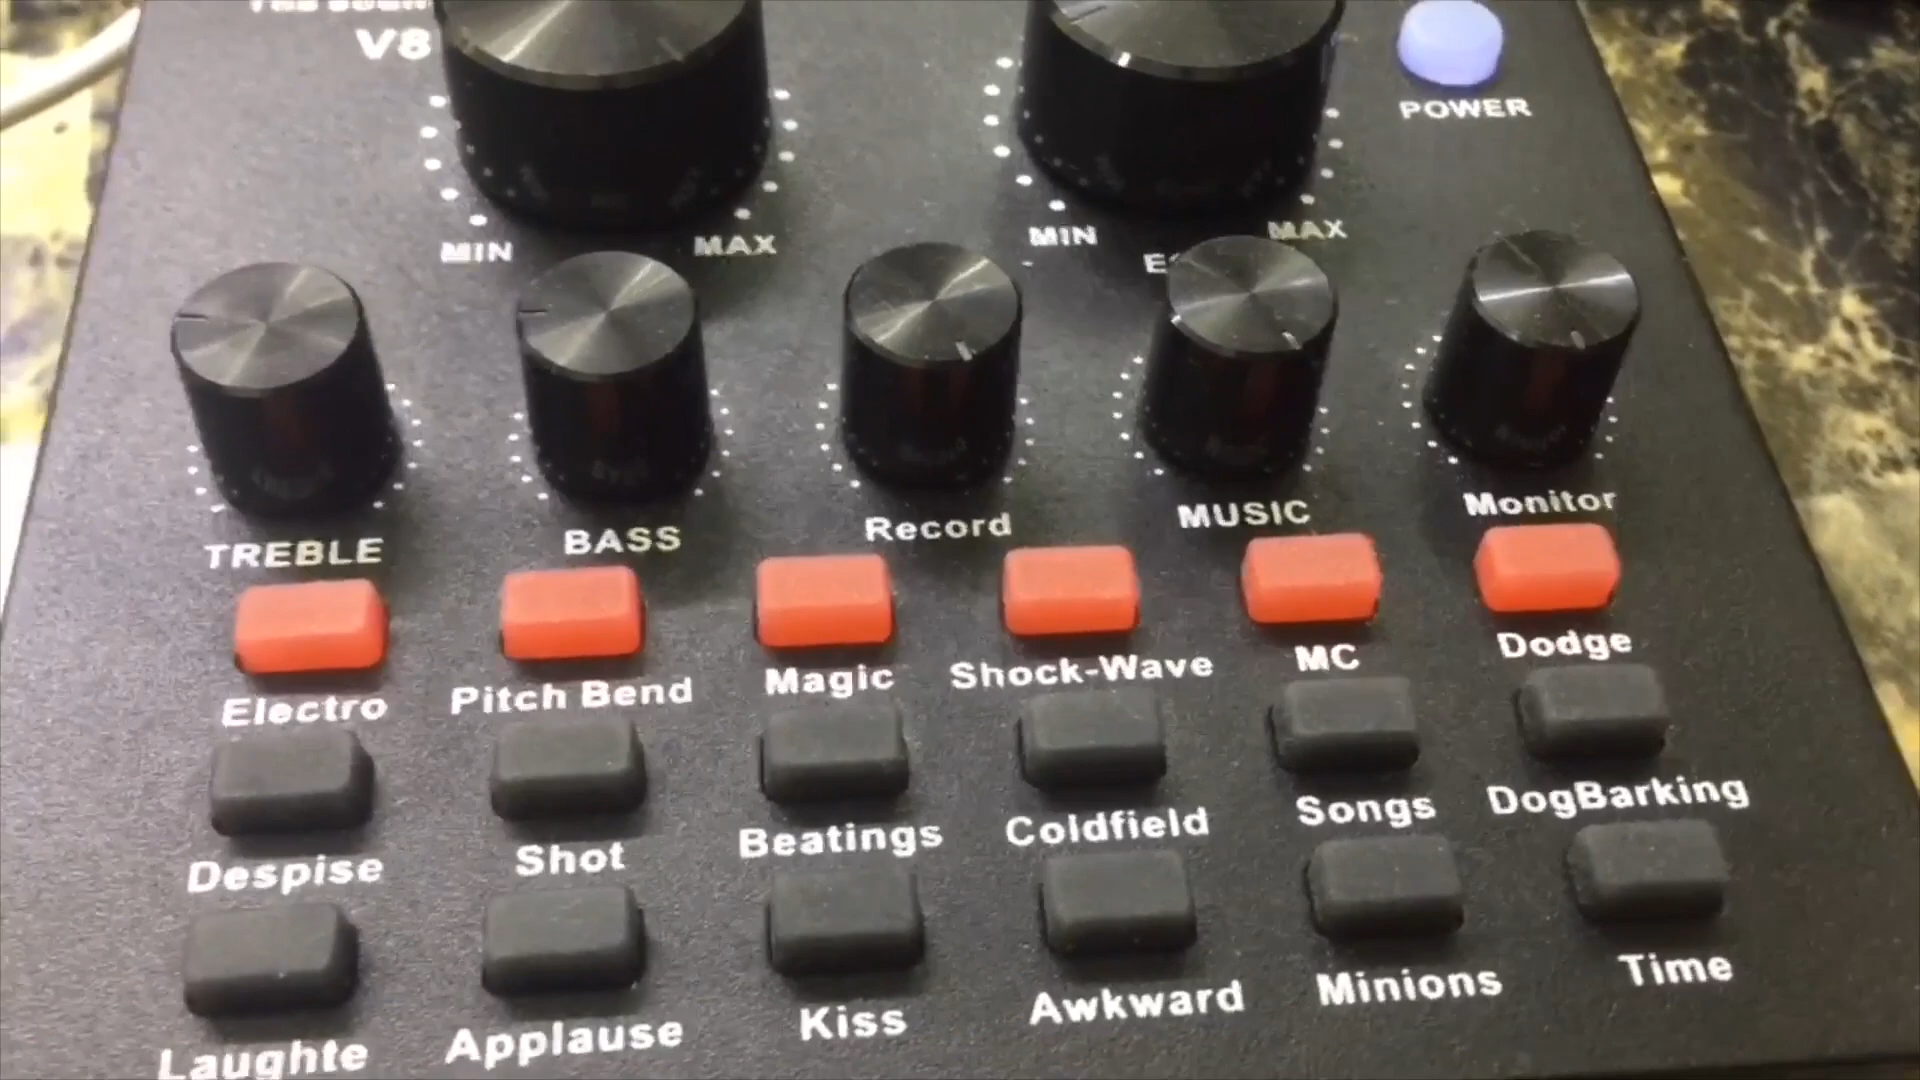 V8
POWER
MIN MAX MIN MAX
TREBLE BASS Record MUSIC Monitor
Electro Pitch Bend Magic Shock-Wave MC Dodge
Despise Shot Beatings Coldfield Songs DogBarking
Laughte Applause Kiss Awkward Minions Time